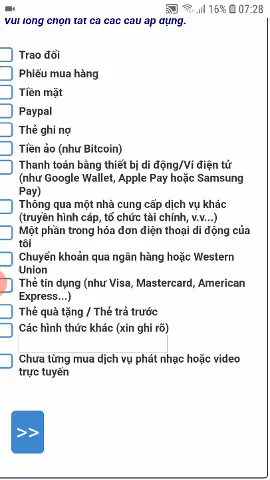 16% 07:28
Vui lòng chọn tất cả các câu áp dụng.
Trao đổi
Phiếu mua hàng
Tiền mặt
Paypal
Thẻ ghi nợ
Tiền ảo (như Bitcoin)
Thanh toán bằng thiết bị di động/Ví điện tử
(như Google Wallet, Apple Pay hoặc Samsung
Pay)
Thông qua một nhà cung cấp dịch vụ khác
(truyền hình cáp, tổ chức tài chính, v.v...)
Một phần trong hóa đơn điện thoại di động của
tôi
Chuyển khoản qua ngân hàng hoặc Western
Union
Thẻ tín dụng (như Visa, Mastercard, American
Express...)
Thẻ quà tặng / Thẻ trả trước
Các hình thức khác (xin ghi rõ)
Chưa từng mua dịch vụ phát nhạc hoặc video
trực tuyến
>>